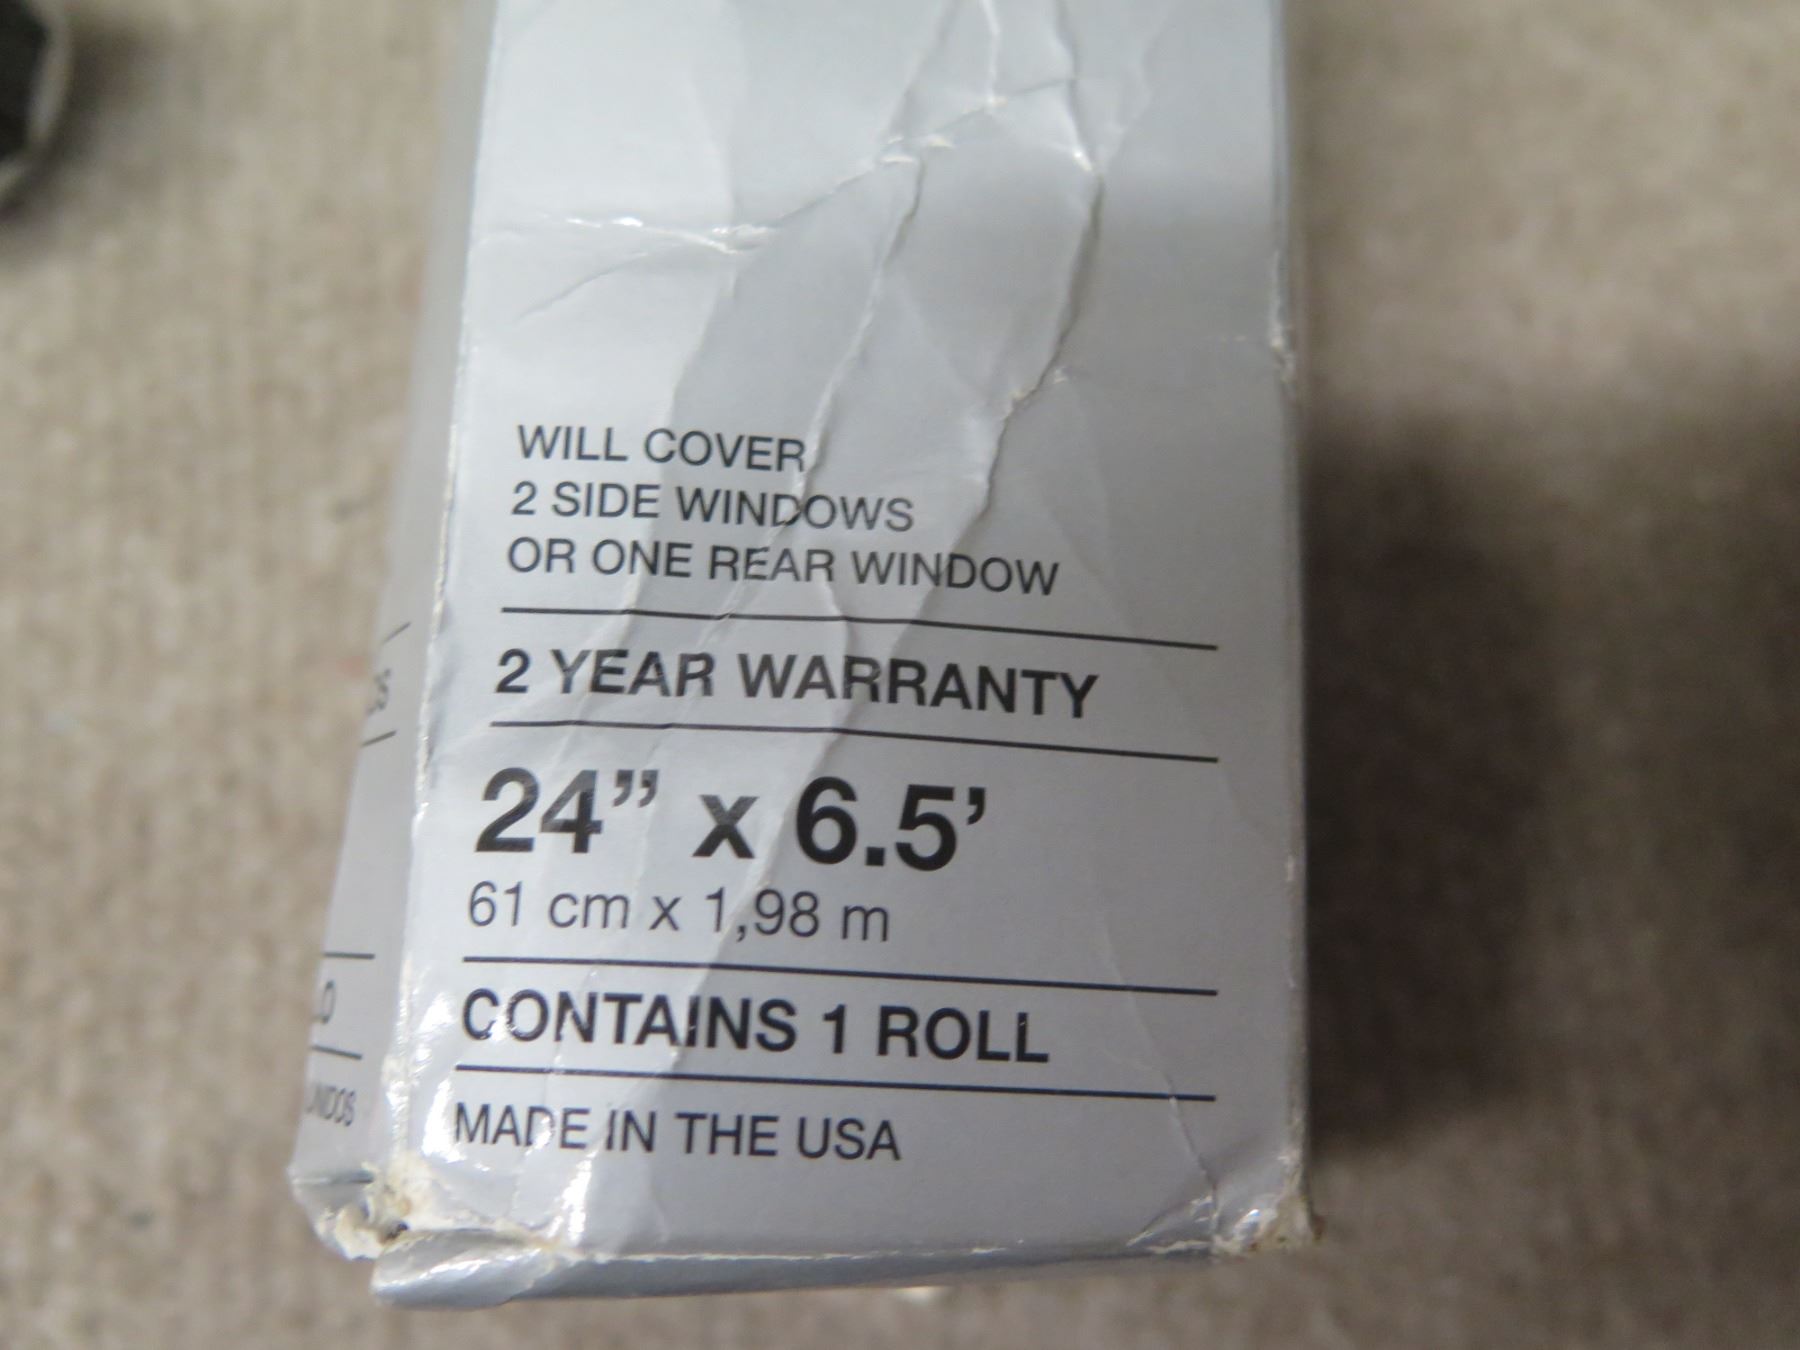 WILL COVER
2 SIDE WINDOWS
OR ONE REAR WINDOW
2 YEAR WARRANTY
24” x 6.5’
61 cm x 1,98 m
CONTAINS 1 ROLL
MADE IN THE USA